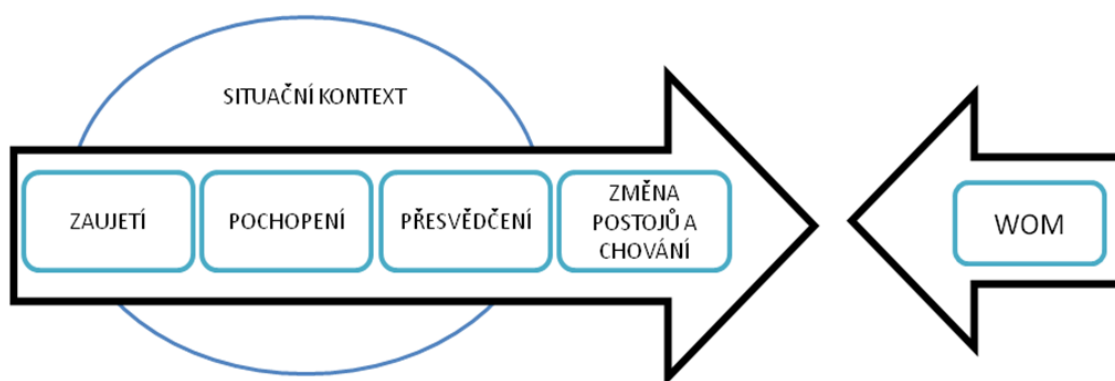 SITUAČNÍ KONTEXT
ZAUJETÍ
POCHOPENÍ
PŘESVĚDČENÍ
ZMĚNA
POSTOJŮ A
CHOVÁNÍ
WOM